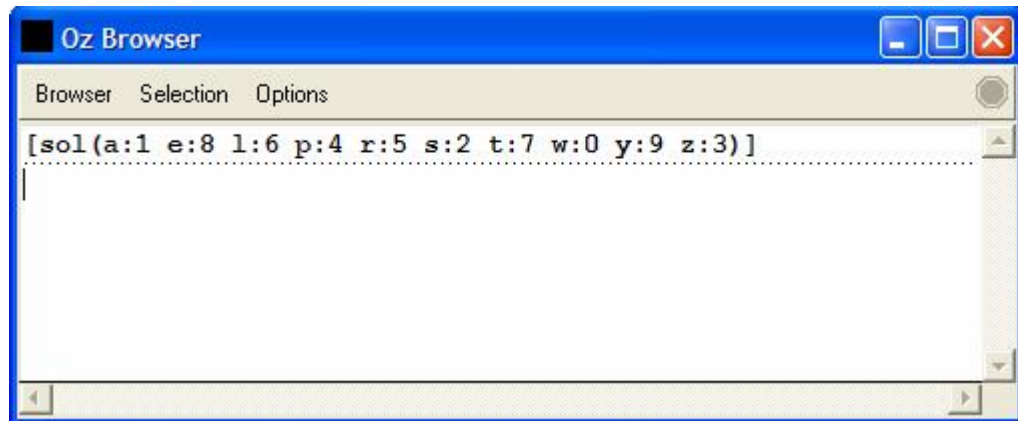 Oz Browser
Browser Selection Options
[sol(a:1 e:8 l:6 p:4 r:5 s:2 t:7 w:0 y:9 z:3)]